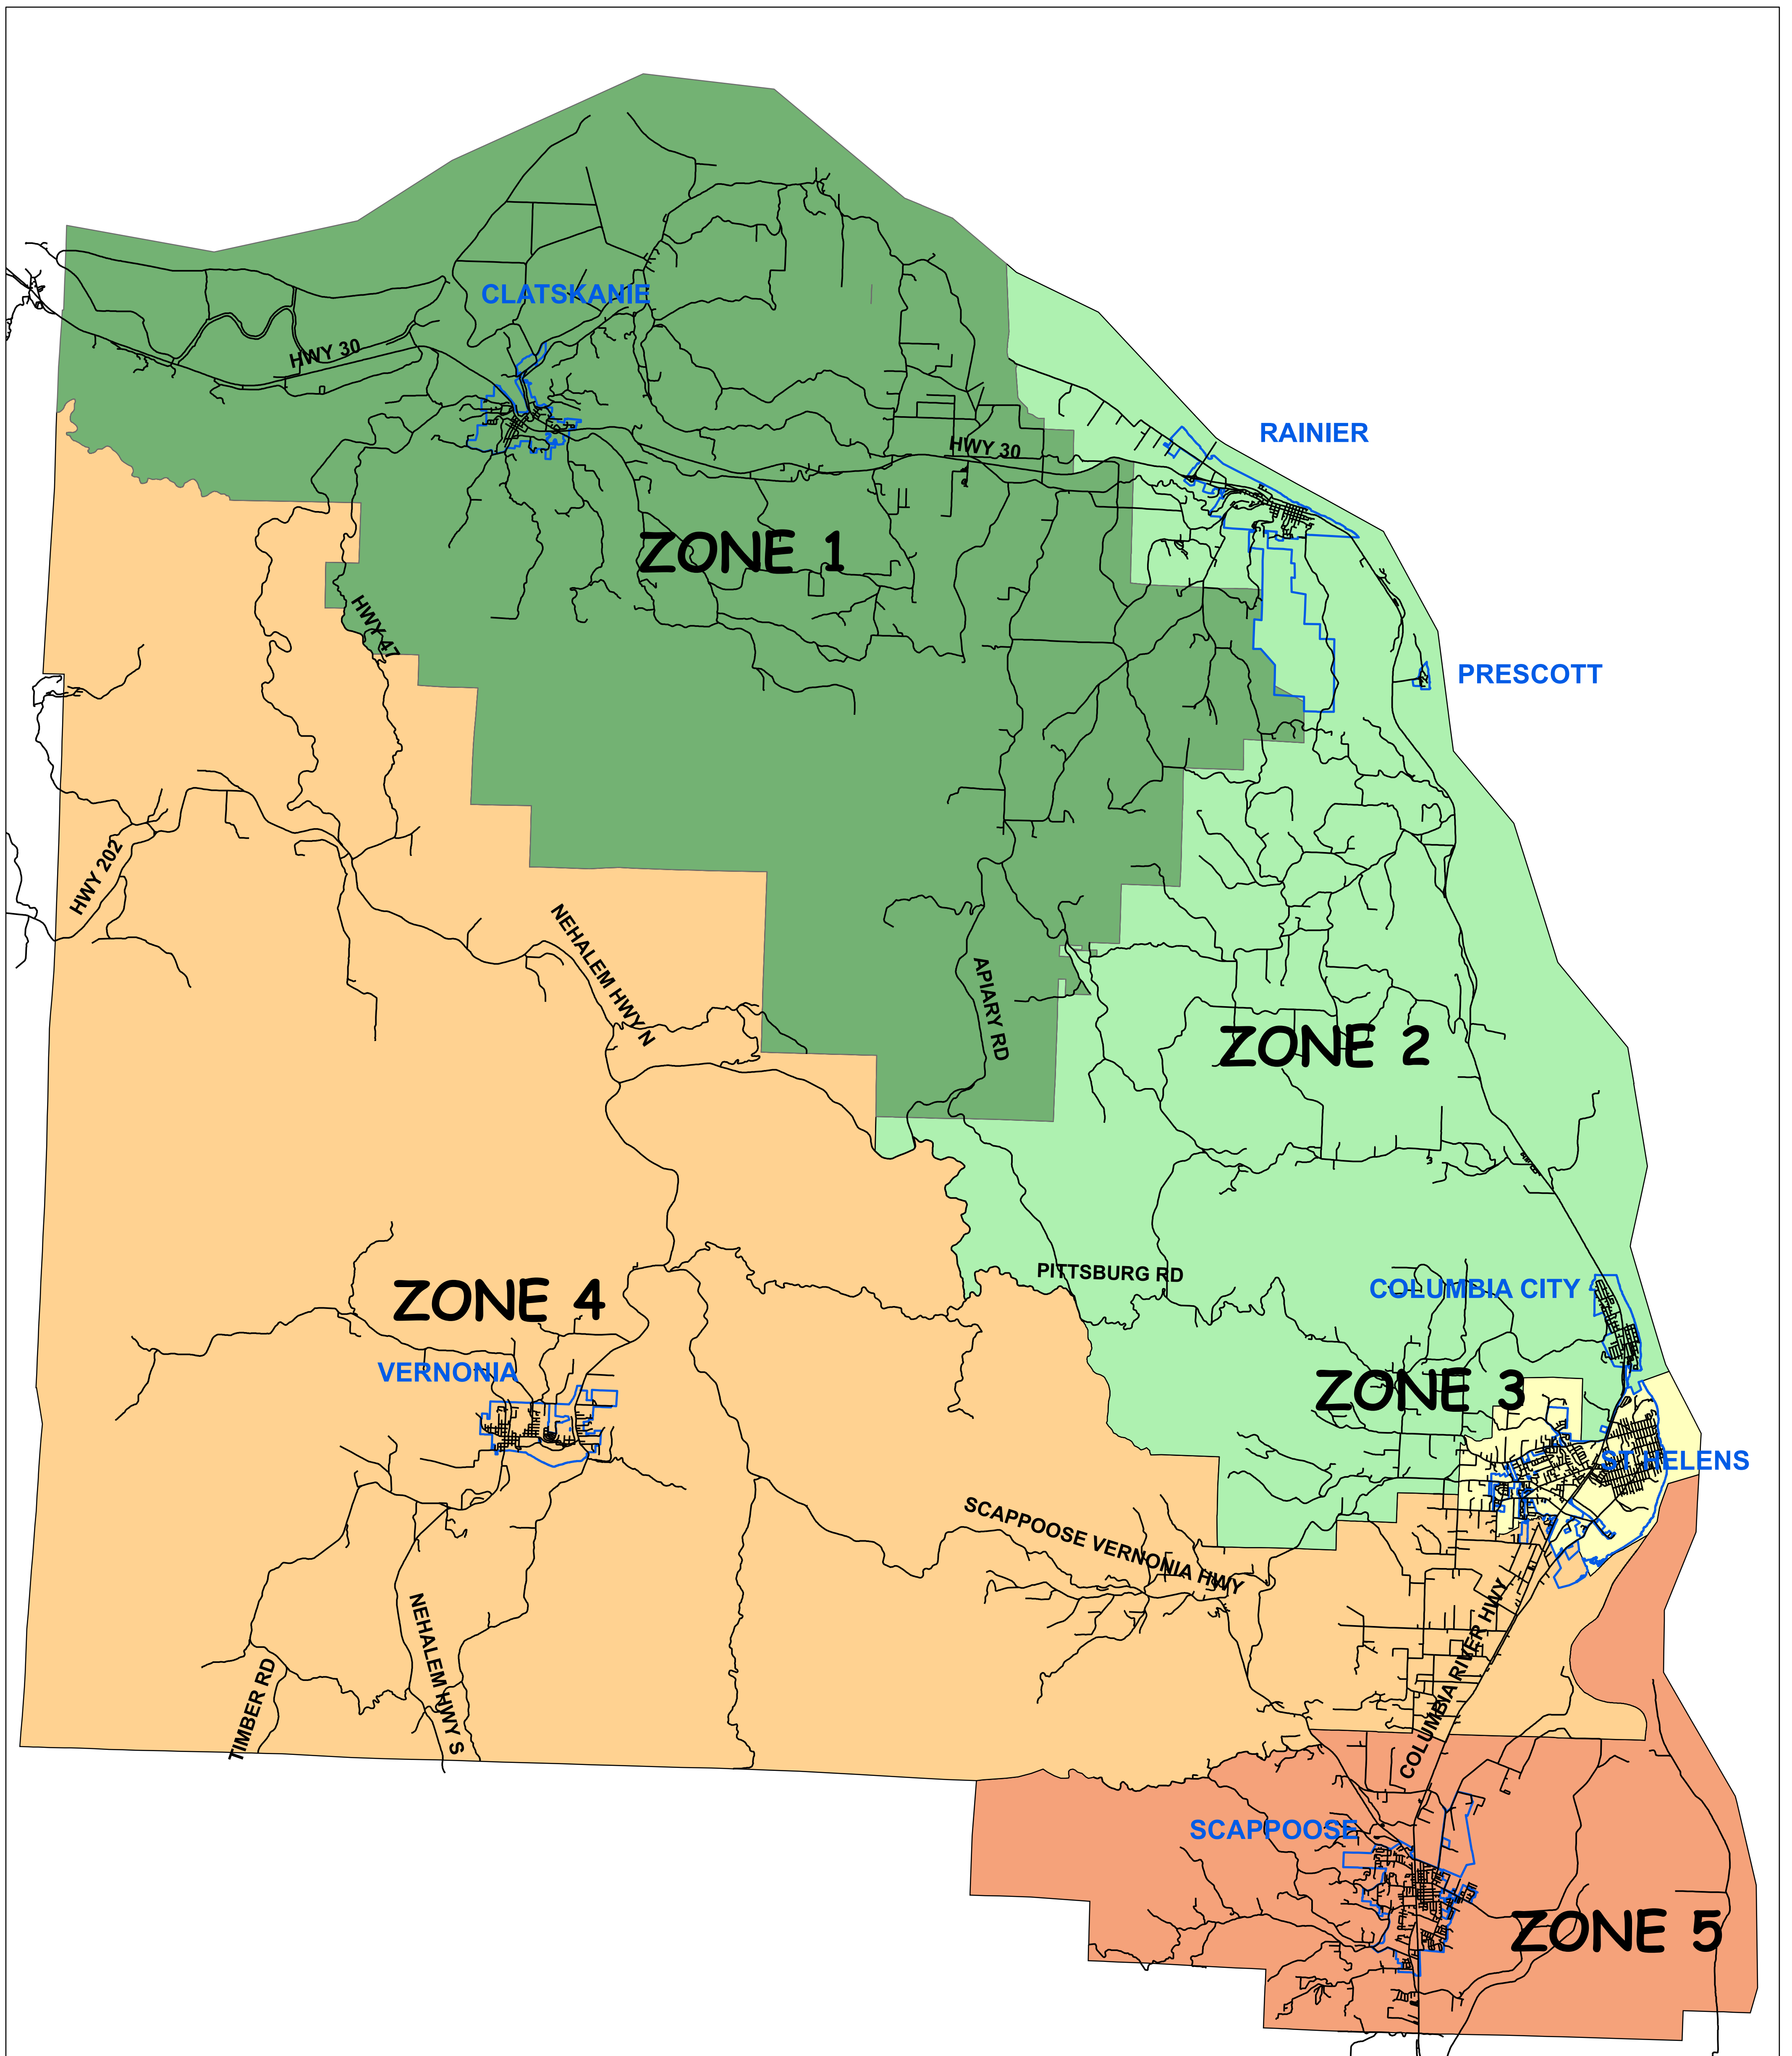 CLATSKANIE
HWY 30
RAINIER
HWY 30
ZONE 1
HWY 47
PRESCOTT
HWY 202
NEHALEM HWY N
APIARY RD
ZONE 2
PITTSBURG RD
COLUMBIA CITY
ZONE 4
VERNONIA
ZONE 3
ST HELENS
SCAPPOOSE VERNONIA HWY
COLUMBIA RIVER HWY
NEHALEM HWY S
TIMBER RD
SCAPPOOSE
ZONE 5